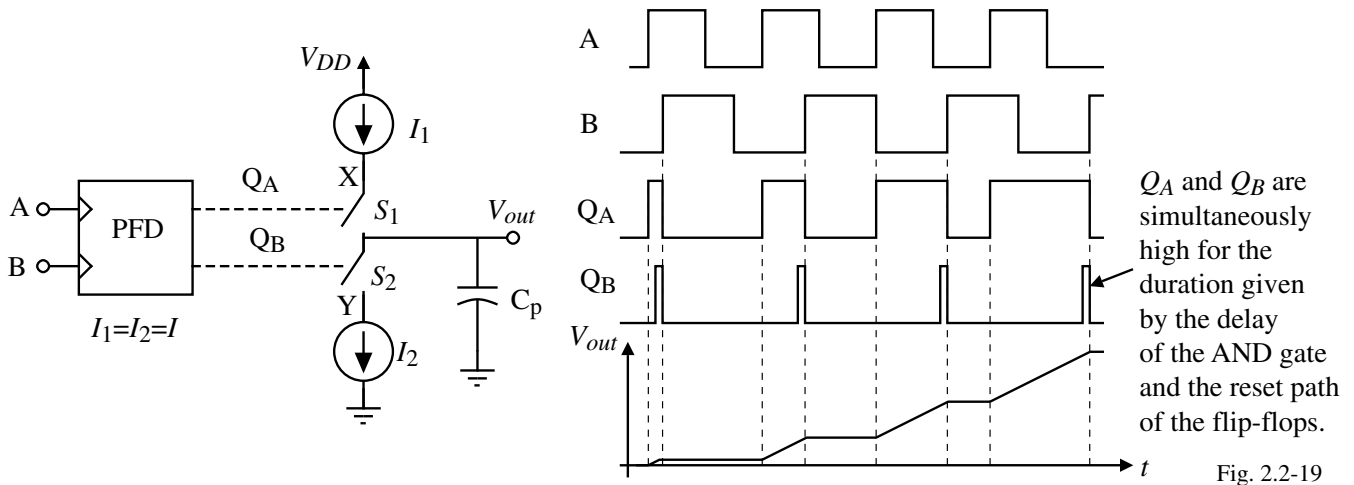 V_DD
I_1
X
Q_A
S_1
V_out
A
PFD
B
Q_B
S_2
Y
C_p
I_1=I_2=I
I_2
A
B
Q_A
Q_B
V_out
t
Q_A and Q_B are
simultaneously
high for the
duration given
by the delay
of the AND gate
and the reset path
of the flip-flops.
Fig. 2.2-19